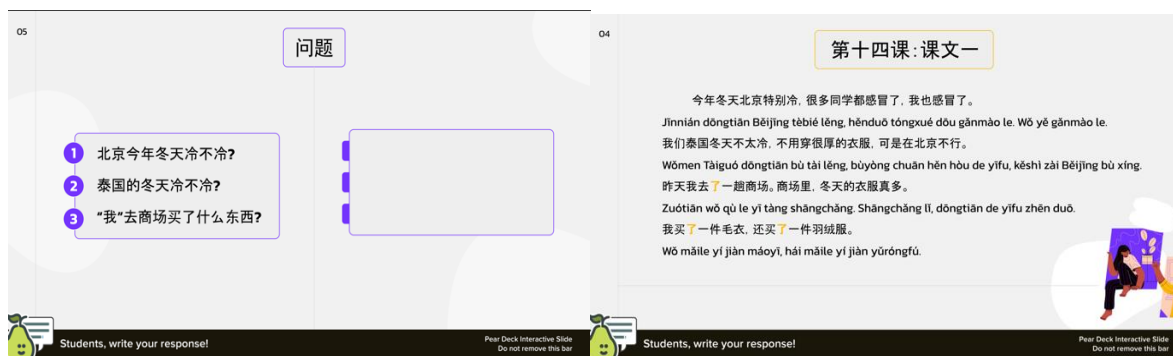 05
问题
1 北京今年冬天冷不冷?
2 泰国的冬天冷不冷?
3 “我”去商场买了什么东西?
Students, write your response!
Pear Deck Interactive Slide
Do not remove this bar
04
第十四课:课文一
今年冬天北京特别冷, 很多同学都感冒了, 我也感冒了。
Jīnnián dōngtiān Běijīng tèbié lěng, hěnduō tóngxué dōu gǎnmào le. Wǒ yě gǎnmào le.
我们泰国冬天不太冷, 不用穿很厚的衣服, 可是在北京不行。
Wǒmen Tàiguó dōngtiān bù tài lěng, bùyòng chuān hěn hòu de yīfu, kěshì zài Běijīng bù xíng.
昨天我去了一趟商场。商场里, 冬天的衣服真多。
Zuótiān wǒ qù le yī tàng shāngchǎng. Shāngchǎng lǐ, dōngtiān de yīfu zhēn duō.
我买了一件毛衣, 还买了一件羽绒服。
Wǒ mǎile yí jiàn máoyī, hái mǎile yí jiàn yǔróngfú.
Students, write your response!
Pear Deck Interactive Slide
Do not remove this bar